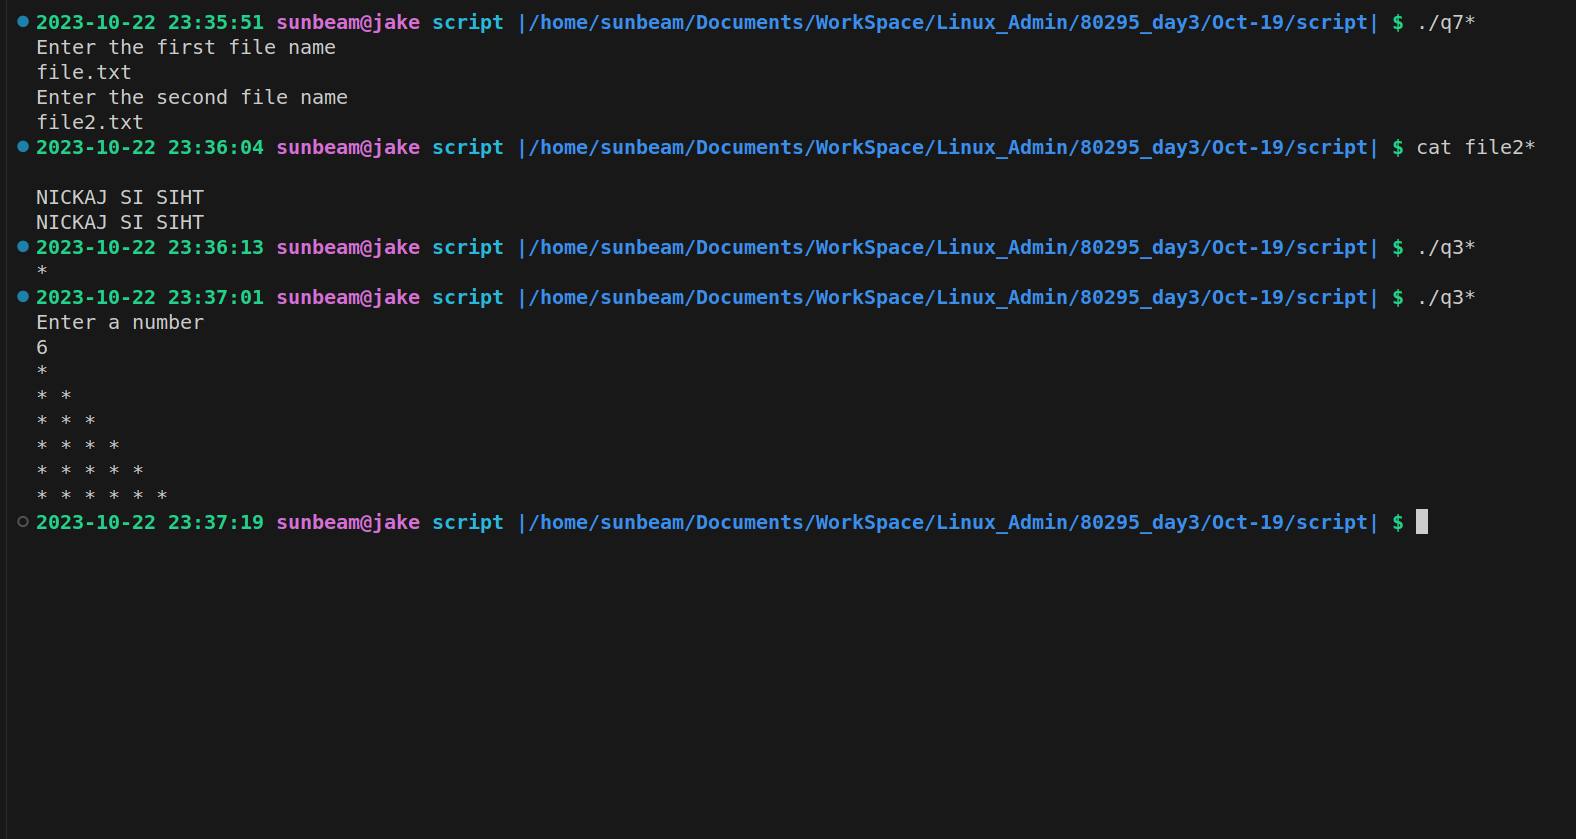 2023-10-22 23:35:51 sunbeam@jake script |/home/sunbeam/Documents/WorkSpace/Linux_Admin/80295_day3/Oct-19/script| $ ./q7*
Enter the first file name
file.txt
Enter the second file name
file2.txt
2023-10-22 23:36:04 sunbeam@jake script |/home/sunbeam/Documents/WorkSpace/Linux_Admin/80295_day3/Oct-19/script| $ cat file2*

NICKAJ SI SIHT
NICKAJ SI SIHT
2023-10-22 23:36:13 sunbeam@jake script |/home/sunbeam/Documents/WorkSpace/Linux_Admin/80295_day3/Oct-19/script| $ ./q3*
*
2023-10-22 23:37:01 sunbeam@jake script |/home/sunbeam/Documents/WorkSpace/Linux_Admin/80295_day3/Oct-19/script| $ ./q3*
Enter a number
6
*
* *
* * *
* * * *
* * * * *
* * * * * *
2023-10-22 23:37:19 sunbeam@jake script |/home/sunbeam/Documents/WorkSpace/Linux_Admin/80295_day3/Oct-19/script| $